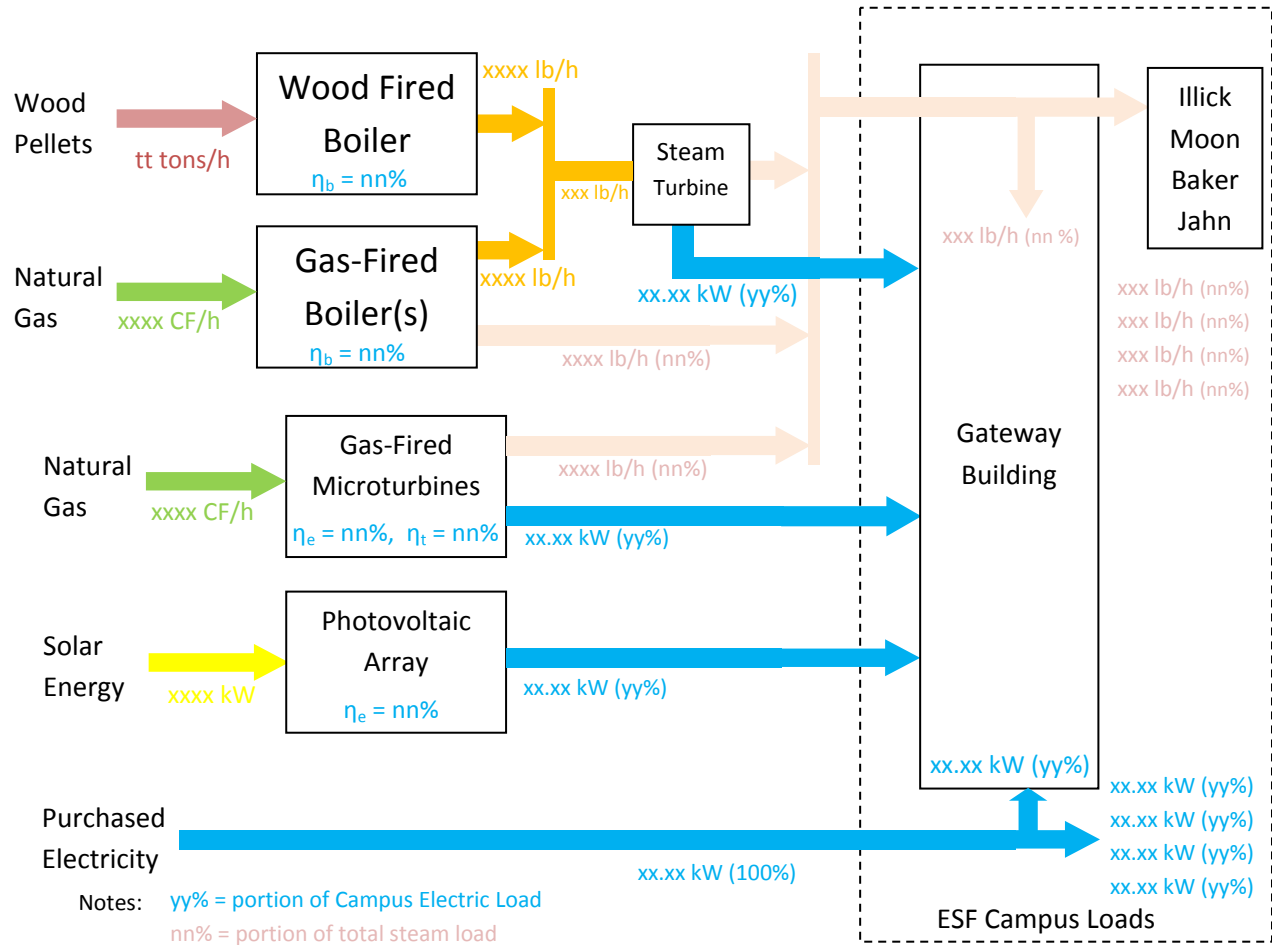 Wood
Pellets
tt tons/h
Wood Fired
Boiler
η_b = nn%
xxxx lb/h
Natural
Gas
xxxx CF/h
Gas-Fired
Boiler(s)
η_b = nn%
xxxx lb/h
xxx lb/h
Steam
Turbine
xx.xx kW (yy%)
xxxx lb/h (nn%)
Natural
Gas
xxxx CF/h
Gas-Fired
Microturbines
η_e = nn%, η_t = nn%
xxxx lb/h (nn%)
xx.xx kW (yy%)
Solar
Energy
xxxx kW
Photovoltaic
Array
η_e = nn%
xx.xx kW (yy%)
Purchased
Electricity
xx.xx kW (100%)
xxx lb/h (nn %)
Gateway
Building
xx.xx kW (yy%)
Illick
Moon
Baker
Jahn
xxx lb/h (nn%)
xxx lb/h (nn%)
xxx lb/h (nn%)
xxx lb/h (nn%)
xx.xx kW (yy%)
xx.xx kW (yy%)
xx.xx kW (yy%)
xx.xx kW (yy%)
ESF Campus Loads
Notes: yy% = portion of Campus Electric Load
nn% = portion of total steam load